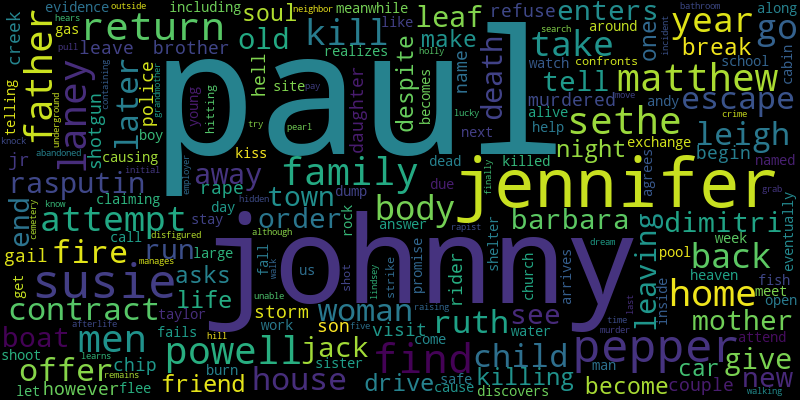 hears evidence outside neighbor bathroom
gas including meanwhile soul leaf refuse enters year go along
creek return kill like make around ones break
father leave brother old realizes take school cabin
laney later police paul death tell matthew holly confronts
telling underground containing grandmother hell site watch name despite murdered alive escape search
shotgun young hitting becomes lucky andy incident
knock boy daughter try pearl next help sethe move crime leigh
jr abandoned causing kiss dead killed night exchange begin
rasputin away family due jennifer agrees named finally
claiming initial rape town dump body rapist grab
end attempt know day stay order rock answer barbara dimitri
cemetery disfigured call although hidden employer pay dream
gail fire run large fall us shelter church leaving pool week back eventually
get manages asks johnny promise rider arrives heaven fish
susie life woman shot strike lindsey see inside meet open home
contract storm walk unable raising water time last
afterlife taylor work son five visit ruth come murder mother
boat men fails hill jack find child man pepper attend
shoot learns chip powell sister safe killing car give
offer burn house cause discovers become couple new
let remains however flee friend drive walking